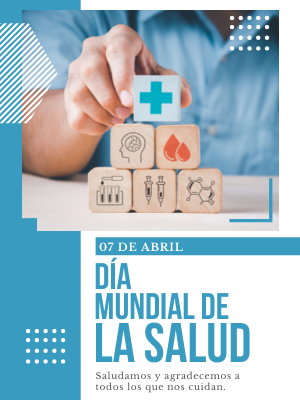 07 DE ABRIL
DÍA
MUNDIAL DE
LA SALUD
Saludamos y agradecemos a
todos los que nos cuidan.